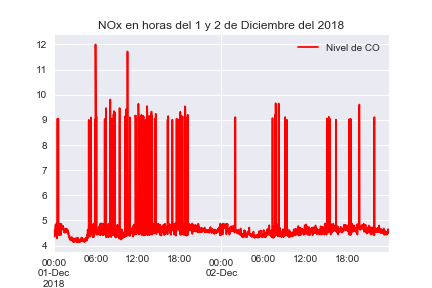 NOx en horas del 1 y 2 de Diciembre del 2018
Nivel de CO
12
11
10
9
8
7
6
5
4
00:00 06:00 12:00 18:00 00:00 06:00 12:00 18:00
01-Dec 02-Dec
2018